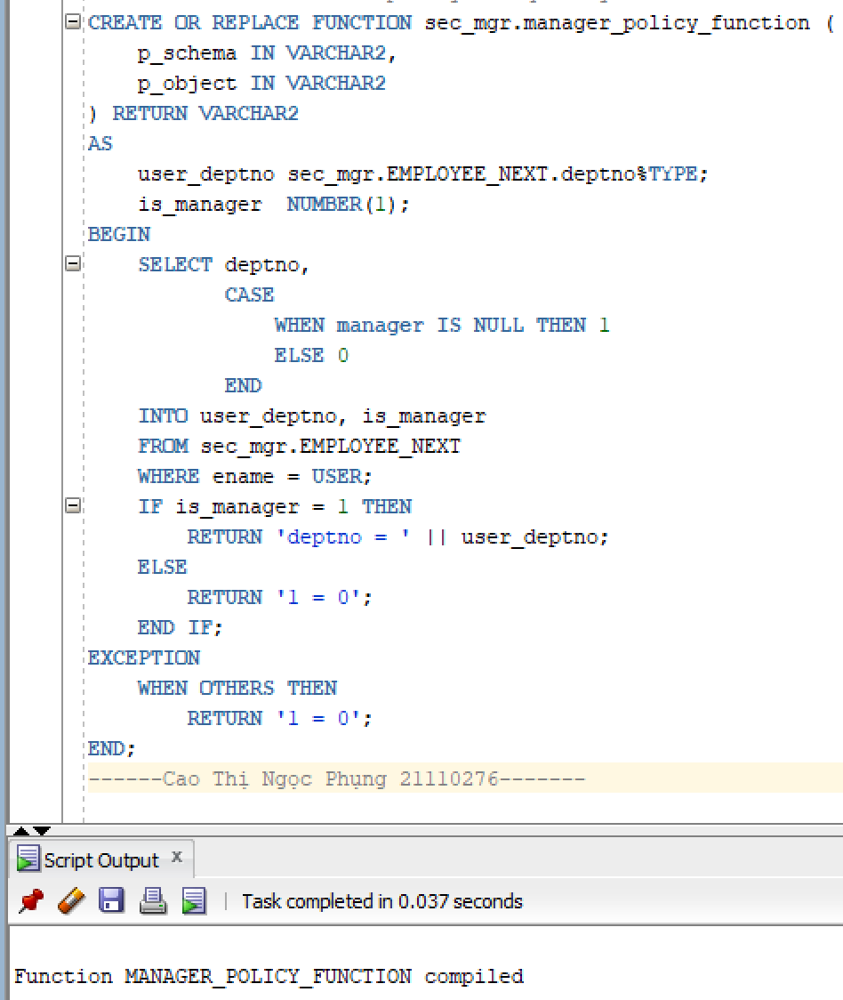 CREATE OR REPLACE FUNCTION sec_mgr.manager_policy_function (
    p_schema IN VARCHAR2,
    p_object IN VARCHAR2
) RETURN VARCHAR2
AS
    user_deptno sec_mgr.EMPLOYEE_NEXT.deptno%TYPE;
    is_manager  NUMBER(1);
BEGIN
    SELECT deptno,
           CASE
               WHEN manager IS NULL THEN 1
               ELSE 0
           END
    INTO user_deptno, is_manager
    FROM sec_mgr.EMPLOYEE_NEXT
    WHERE ename = USER;
    IF is_manager = 1 THEN
        RETURN 'deptno = ' || user_deptno;
    ELSE
        RETURN '1 = 0';
    END IF;
EXCEPTION
    WHEN OTHERS THEN
        RETURN '1 = 0';
END;
------Cao Thị Ngọc Phụng 21110276-------
Script Output x
Task completed in 0.037 seconds
Function MANAGER_POLICY_FUNCTION compiled